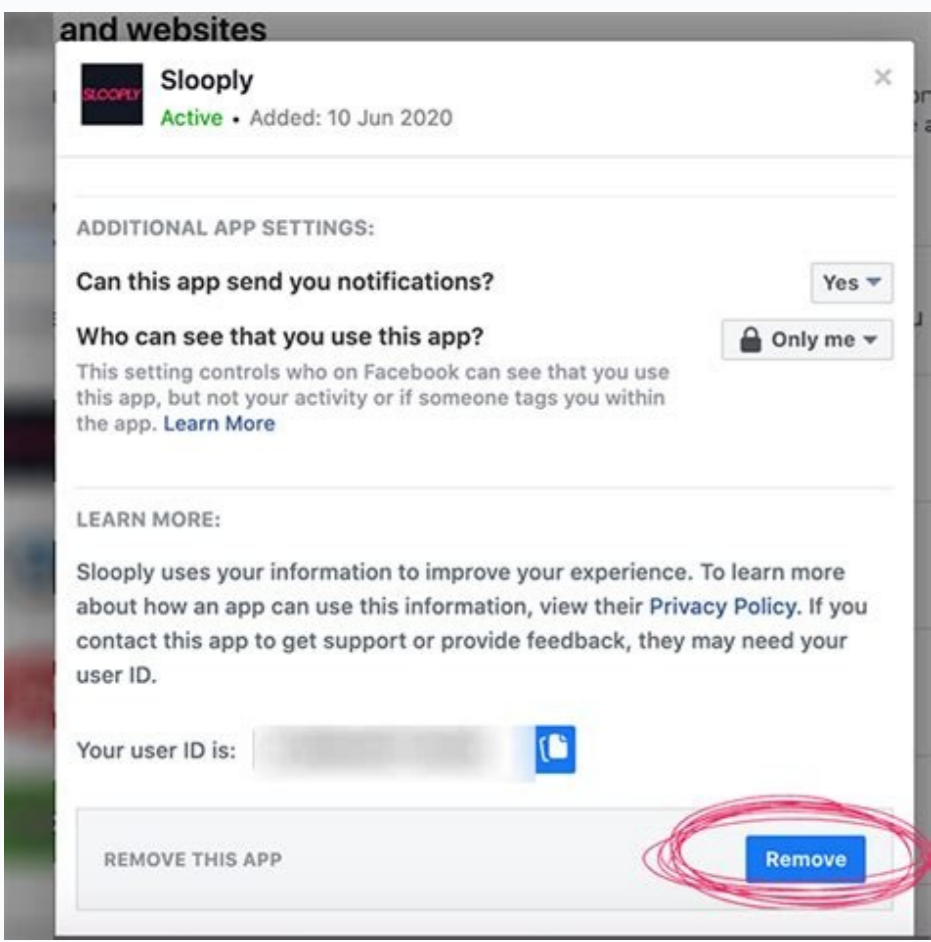 and websites
SLOOPLY
Slooply
Active • Added: 10 Jun 2020
ADDITIONAL APP SETTINGS:
Can this app send you notifications?
Yes
Who can see that you use this app?
Only me
This setting controls who on Facebook can see that you use
this app, but not your activity or if someone tags you within
the app. Learn More
LEARN MORE:
Slooply uses your information to improve your experience. To learn more
about how an app can use this information, view their Privacy Policy. If you
contact this app to get support or provide feedback, they may need your
user ID.
Your user ID is:
REMOVE THIS APP
Remove